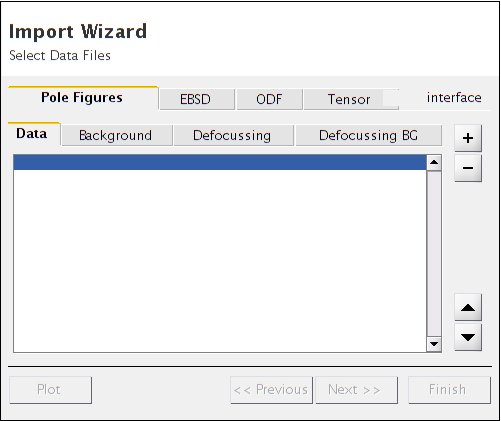 Import Wizard
Select Data Files
Pole Figures EBSD ODF Tensor interface
Data Background Defocussing Defocussing BG
+
−
Plot << Previous Next >> Finish